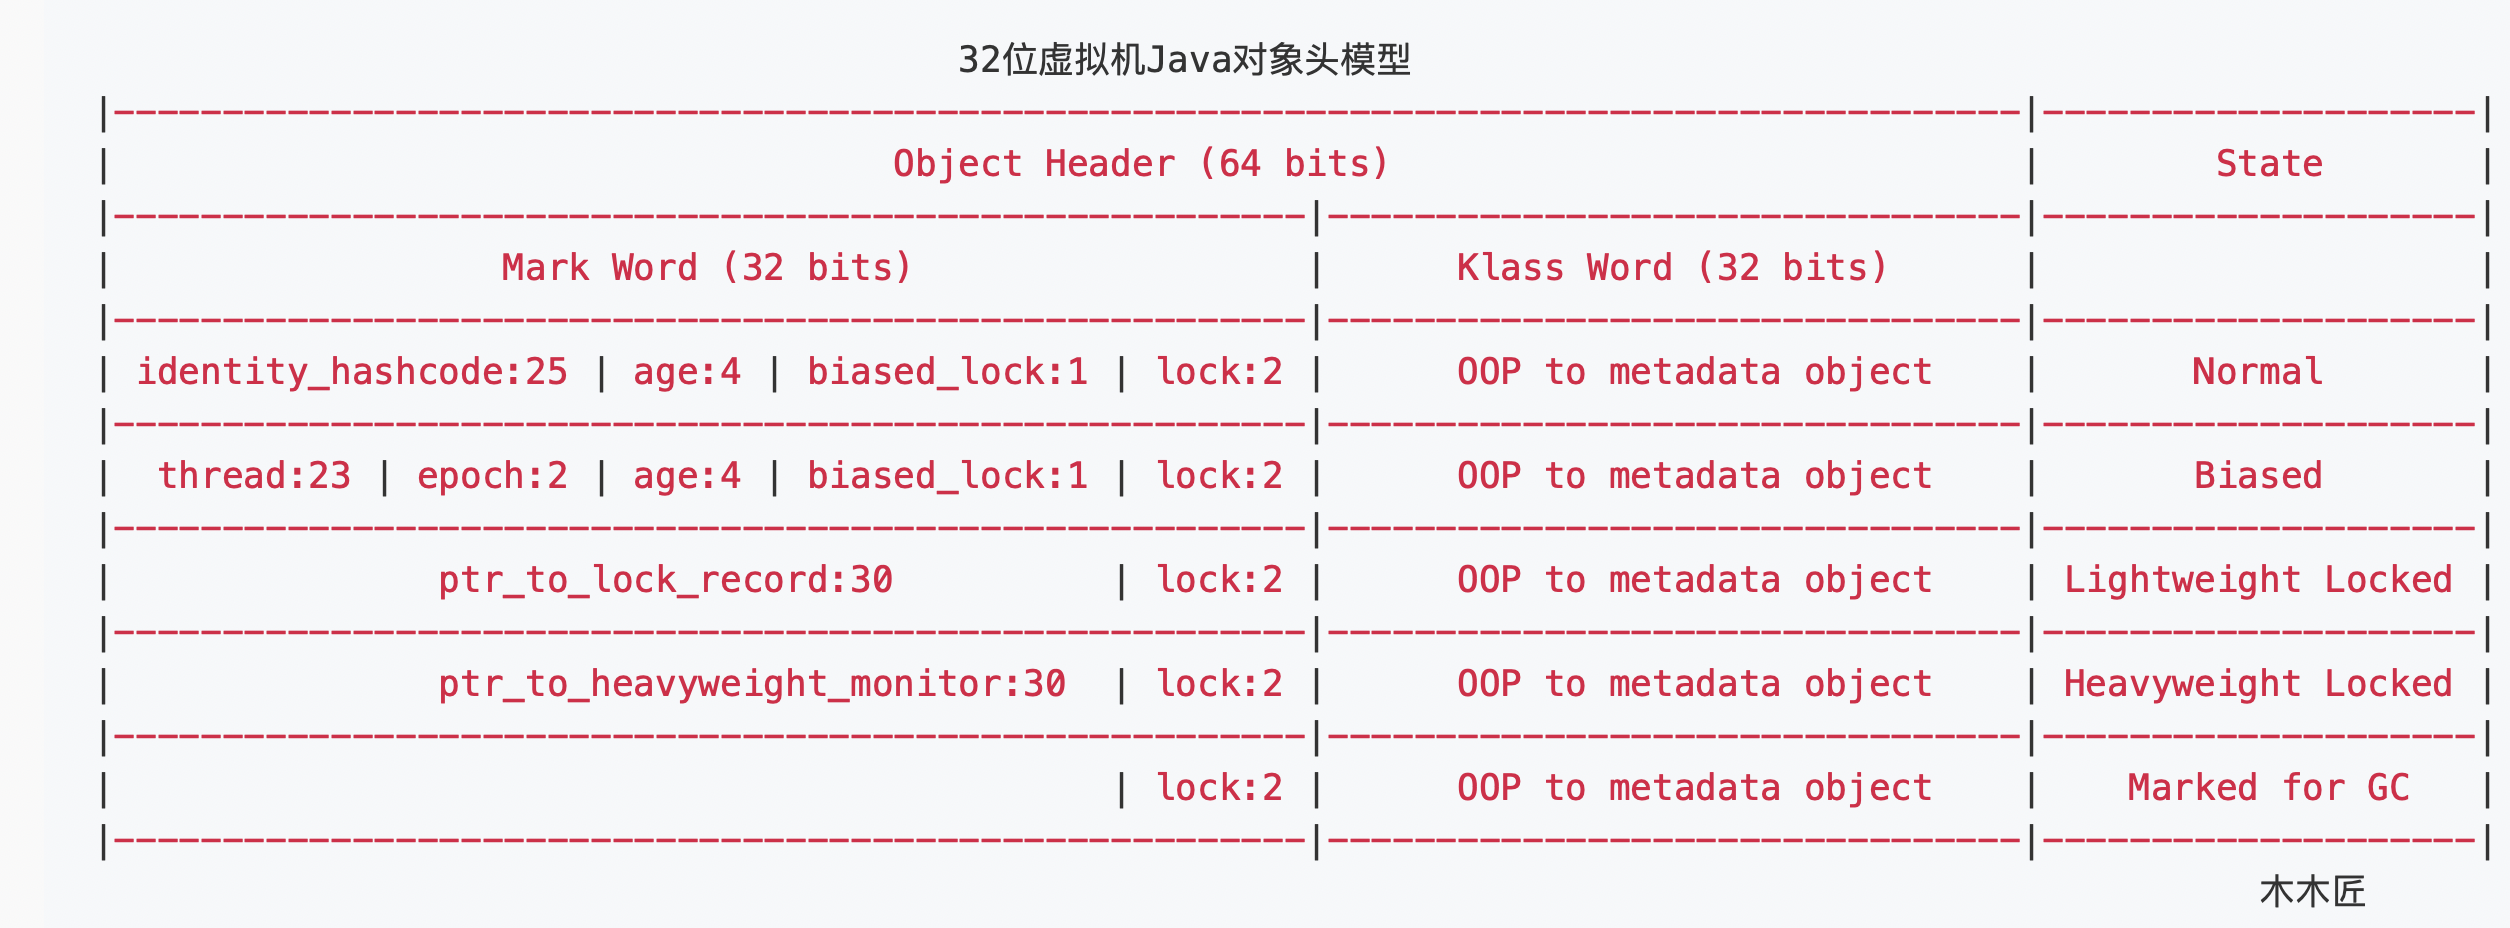 32位虚拟机Java对象头模型
|----------------------------------------------------------------------------------------|--------------------|
| Object Header (64 bits) | State |
|-------------------------------------------------------|--------------------------------|--------------------|
| Mark Word (32 bits) | Klass Word (32 bits) | |
|-------------------------------------------------------|--------------------------------|--------------------|
| identity_hashcode:25 | age:4 | biased_lock:1 | lock:2 | OOP to metadata object | Normal |
|-------------------------------------------------------|--------------------------------|--------------------|
| thread:23 | epoch:2 | age:4 | biased_lock:1 | lock:2 | OOP to metadata object | Biased |
|-------------------------------------------------------|--------------------------------|--------------------|
| ptr_to_lock_record:30 | lock:2 | OOP to metadata object | Lightweight Locked |
|-------------------------------------------------------|--------------------------------|--------------------|
| ptr_to_heavyweight_monitor:30 | lock:2 | OOP to metadata object | Heavyweight Locked |
|-------------------------------------------------------|--------------------------------|--------------------|
| | lock:2 | OOP to metadata object | Marked for GC |
|-------------------------------------------------------|--------------------------------|--------------------|
木木匠